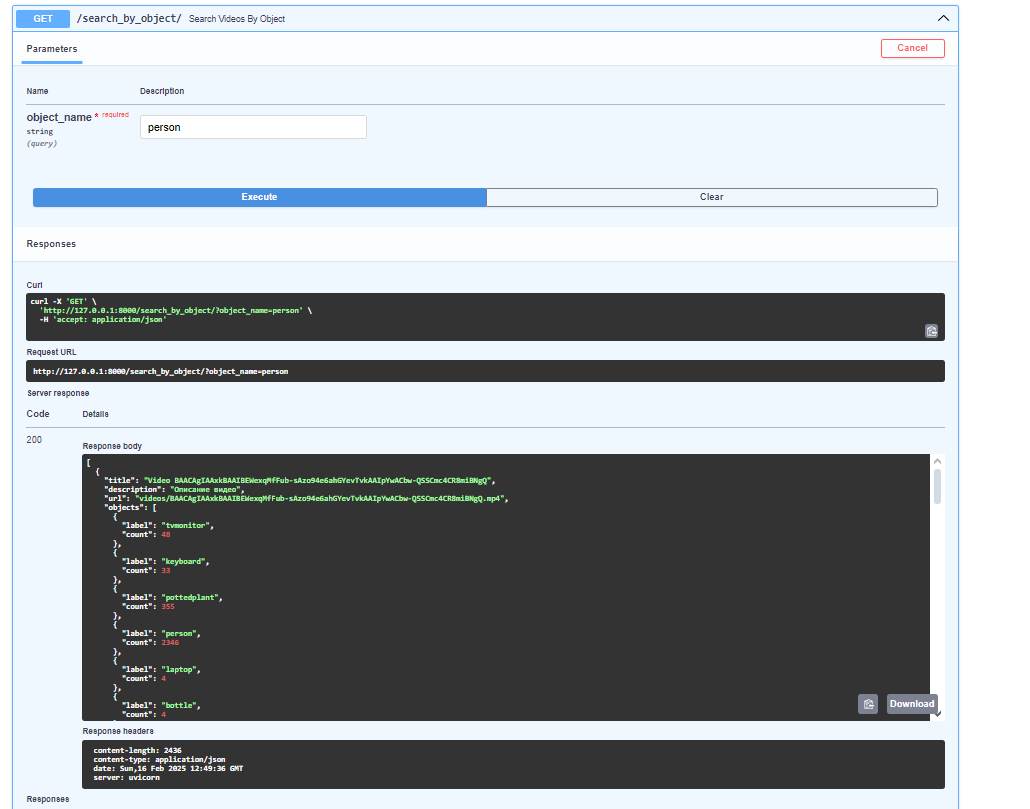 GET /search_by_object/ Search Videos By Object
Parameters
Cancel
Name Description
object_name * required
string
(query)
person
Execute
Clear
Responses
Curl
curl -X 'GET' \
'http://127.0.0.1:8000/search_by_object/?object_name=person' \
-H 'accept: application/json'
Request URL
http://127.0.0.1:8000/search_by_object/?object_name=person
Server response
Code Details
200
Response body
[
{
"title": "Video BAACAgIAAxkBAAIBEWexqMfFub-sAzo94e6ahGYevTvkAAIpYwACbw-QSSCmc4CR8miBNgQ",
"description": "Описание видео",
"url": "videos/BAACAgIAAxkBAAIBEWexqMfFub-sAzo94e6ahGYevTvkAAIpYwACbw-QSSCmc4CR8miBNgQ.mp4",
"objects": [
{
"label": "tvmonitor",
"count": 48
},
{
"label": "keyboard",
"count": 33
},
{
"label": "pottedplant",
"count": 355
},
{
"label": "person",
"count": 2346
},
{
"label": "laptop",
"count": 4
},
{
"label": "bottle",
"count": 4
Download
Response headers
content-length: 2436
content-type: application/json
date: Sun,16 Feb 2025 12:49:36 GMT
server: uvicorn
Responses